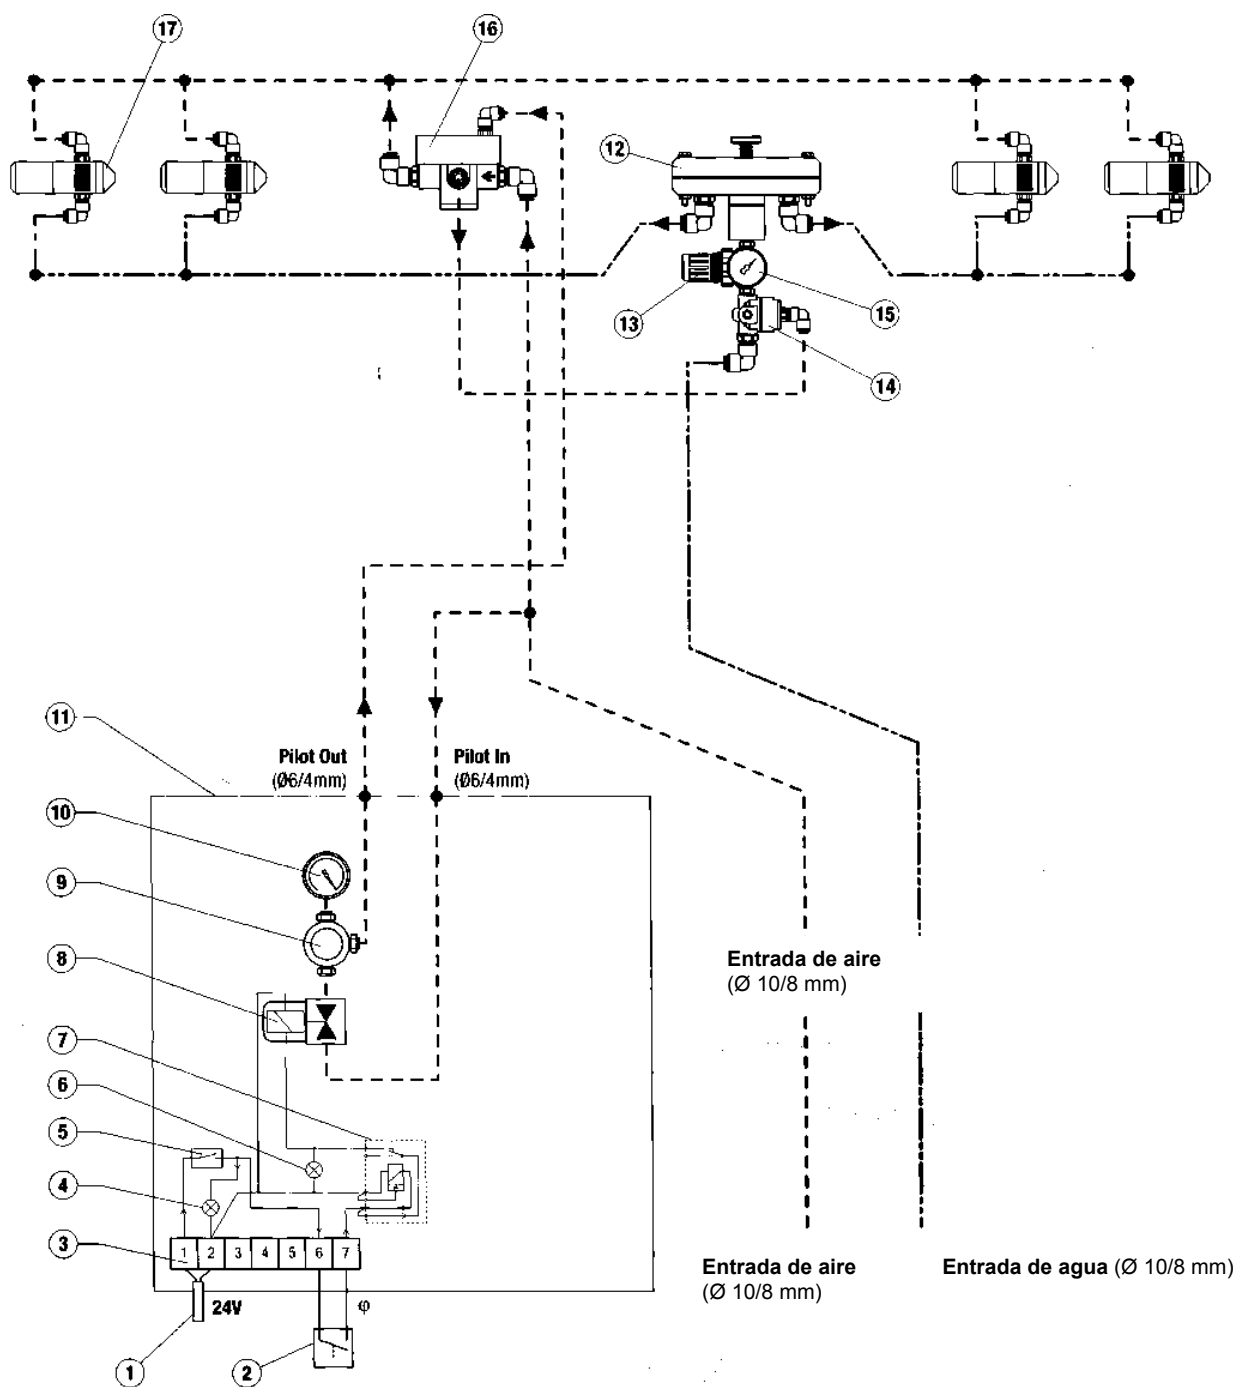 17
16
12
13
15
14
11
Pilot Out
(Ø6/4mm)
Pilot In
(Ø6/4mm)
10
9
8
7
6
5
4
3
1 2 3 4 5 6 7
24V
φ
1
2
Entrada de aire
(Ø 10/8 mm)
Entrada de aire
(Ø 10/8 mm)
Entrada de agua (Ø 10/8 mm)